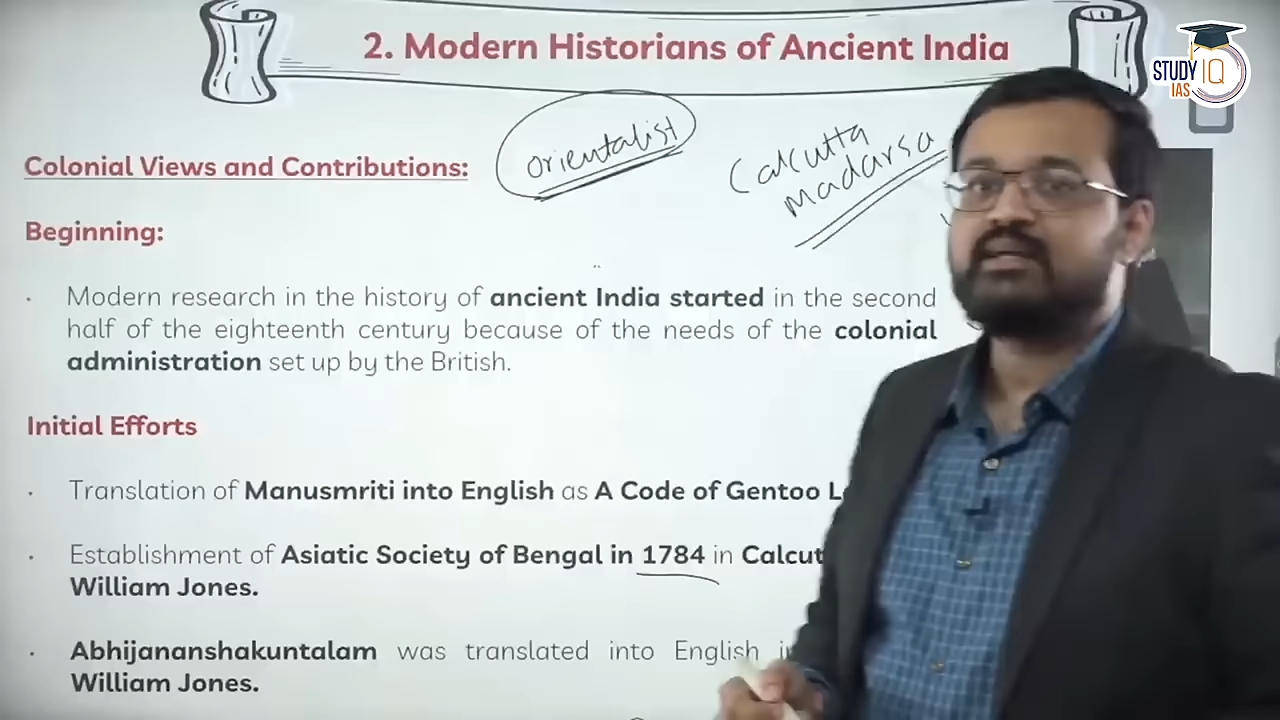 2. Modern Historians of Ancient India
STUDY IQ
IAS
orientalist
Calcutta
Madarsa
Colonial Views and Contributions:
Beginning:
Modern research in the history of ancient India started in the second
half of the eighteenth century because of the needs of the colonial
administration set up by the British.
Initial Efforts
Translation of Manusmriti into English as A Code of Gentoo
Establishment of Asiatic Society of Bengal in 1784 in
William Jones.
Abhijananshakuntalam was translated into English
William Jones.